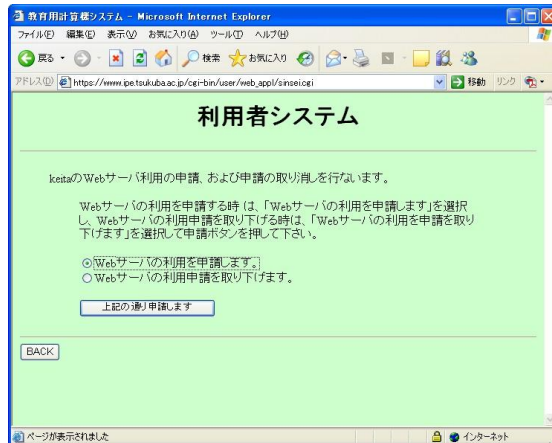 教育用計算機システム - Microsoft Internet Explorer
ファイル(F) 編集(E) 表示(V) お気に入り(A) ツール(T) ヘルプ(H)
戻る 検索 お気に入り
アドレス(D) https://www.ipe.tsukuba.ac.jp/cgi-bin/user/web_appl/sinsei.cgi 移動 リンク
利用者システム
keitaのWebサーバ利用の申請、および申請の取り消しを行ないます。
Webサーバの利用を申請する時 は、「Webサーバの利用を申請します」を選択
し、Webサーバの利用申請を取り下げる時は、「Webサーバの利用申請を取り
下げます」を選択して申請ボタンを押して下さい。
Webサーバの利用を申請します。
Webサーバの利用申請を取り下げます。
上記の通り申請します
BACK
ページが表示されました インターネット